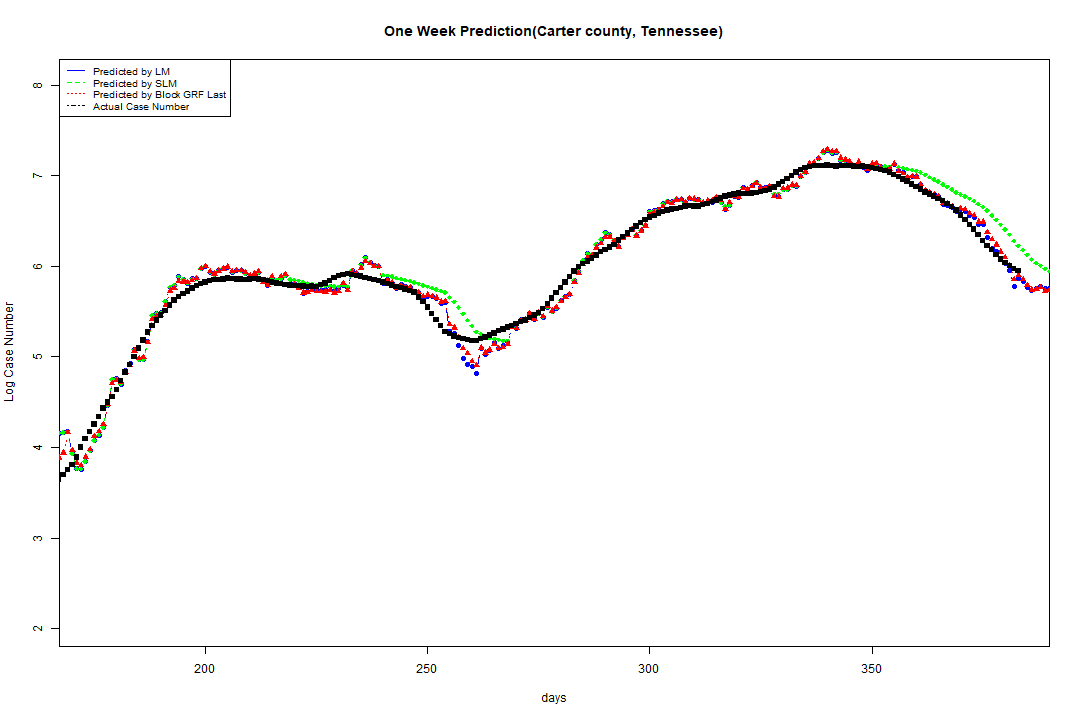 One Week Prediction(Carter county, Tennessee)
Predicted by LM
Predicted by SLM
Predicted by Block GRF Last
Actual Case Number
8
7
6
5
4
3
2
Log Case Number
200 250 300 350
days